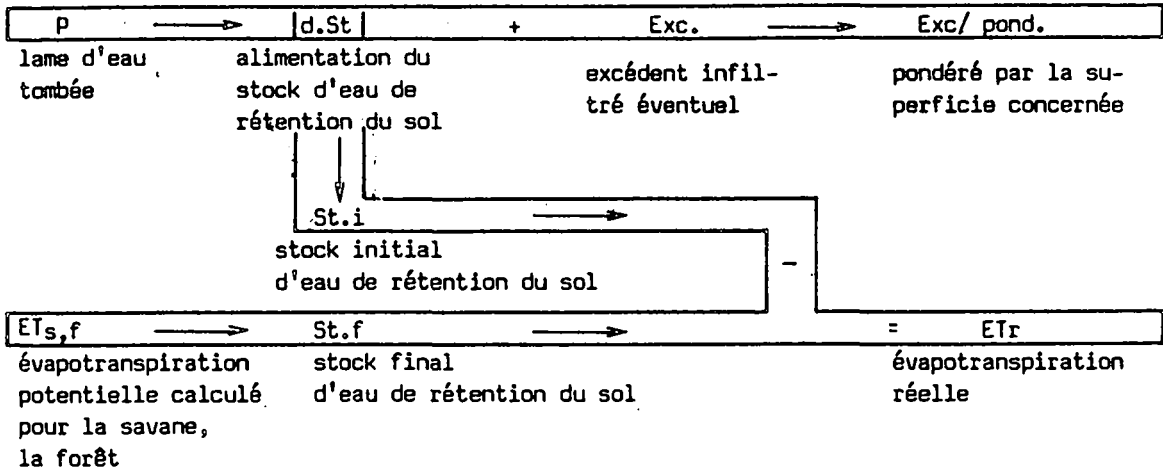 P → |d.St| + Exc. → Exc/ pond.
lame d'eau
tombée
alimentation du
stock d'eau de
rétention du sol
excédent infil-
tré éventuel
pondéré par la su-
perficie concernée
St.i →
stock initial
d'eau de rétention du sol
-
ETs,f → St.f → = ETr
évapotranspiration
potentielle calculé
pour la savane,
la forêt
stock final
d'eau de rétention du sol
évapotranspiration
réelle